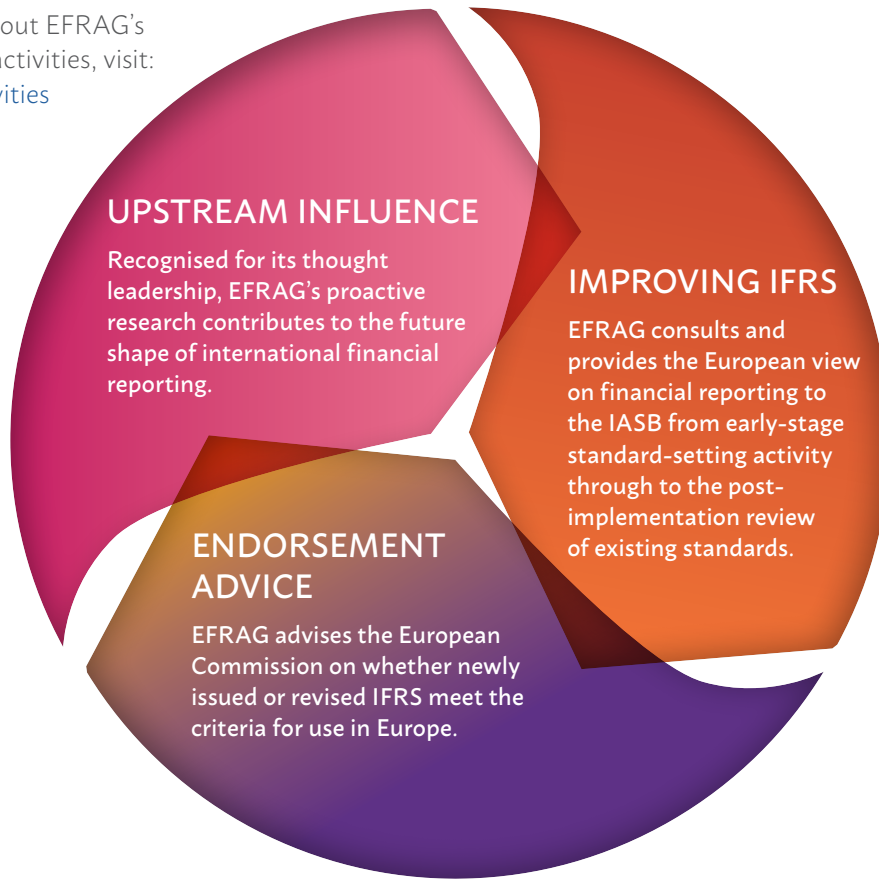 out EFRAG's
activities, visit:
vities
UPSTREAM INFLUENCE
Recognised for its thought
leadership, EFRAG's proactive
research contributes to the future
shape of international financial
reporting.
IMPROVING IFRS
EFRAG consults and
provides the European view
on financial reporting to
the IASB from early-stage
standard-setting activity
through to the post-
implementation review
of existing standards.
ENDORSEMENT
ADVICE
EFRAG advises the European
Commission on whether newly
issued or revised IFRS meet the
criteria for use in Europe.